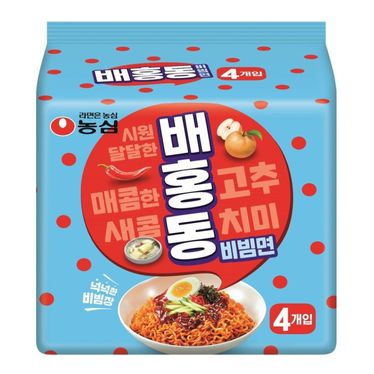 배홍동 비빔면 4개입
라면은 농심
농심
시원
달달한
배
매콤한
홍
고추
새콤
동
치미
비빔면
넉넉한
비빔장
4개입